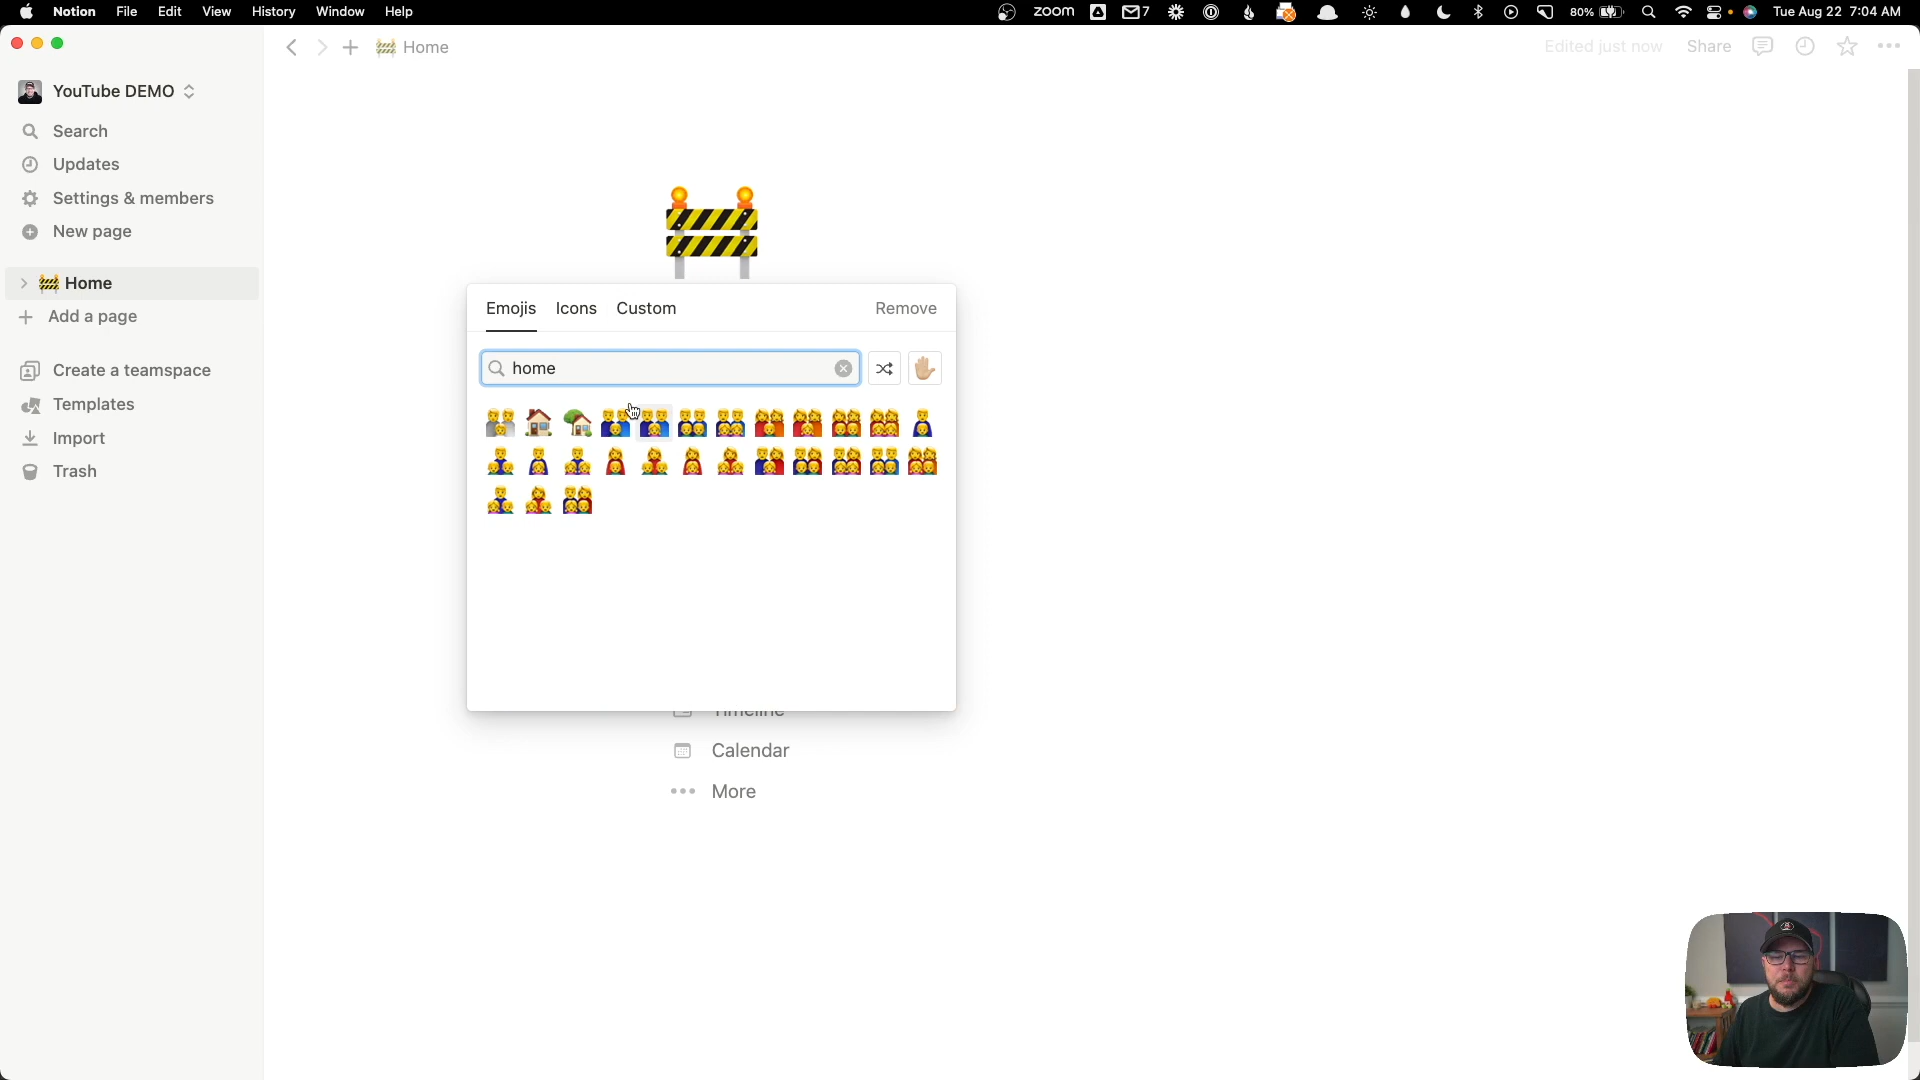 Notion File Edit View History Window Help
zoom 7 80% Tue Aug 22 7:04 AM
Home
Edited just now Share
YouTube DEMO
Search
Updates
Settings & members
New page
Home
Add a page
Create a teamspace
Templates
Import
Trash
Emojis Icons Custom Remove
home
Timeline
Calendar
More